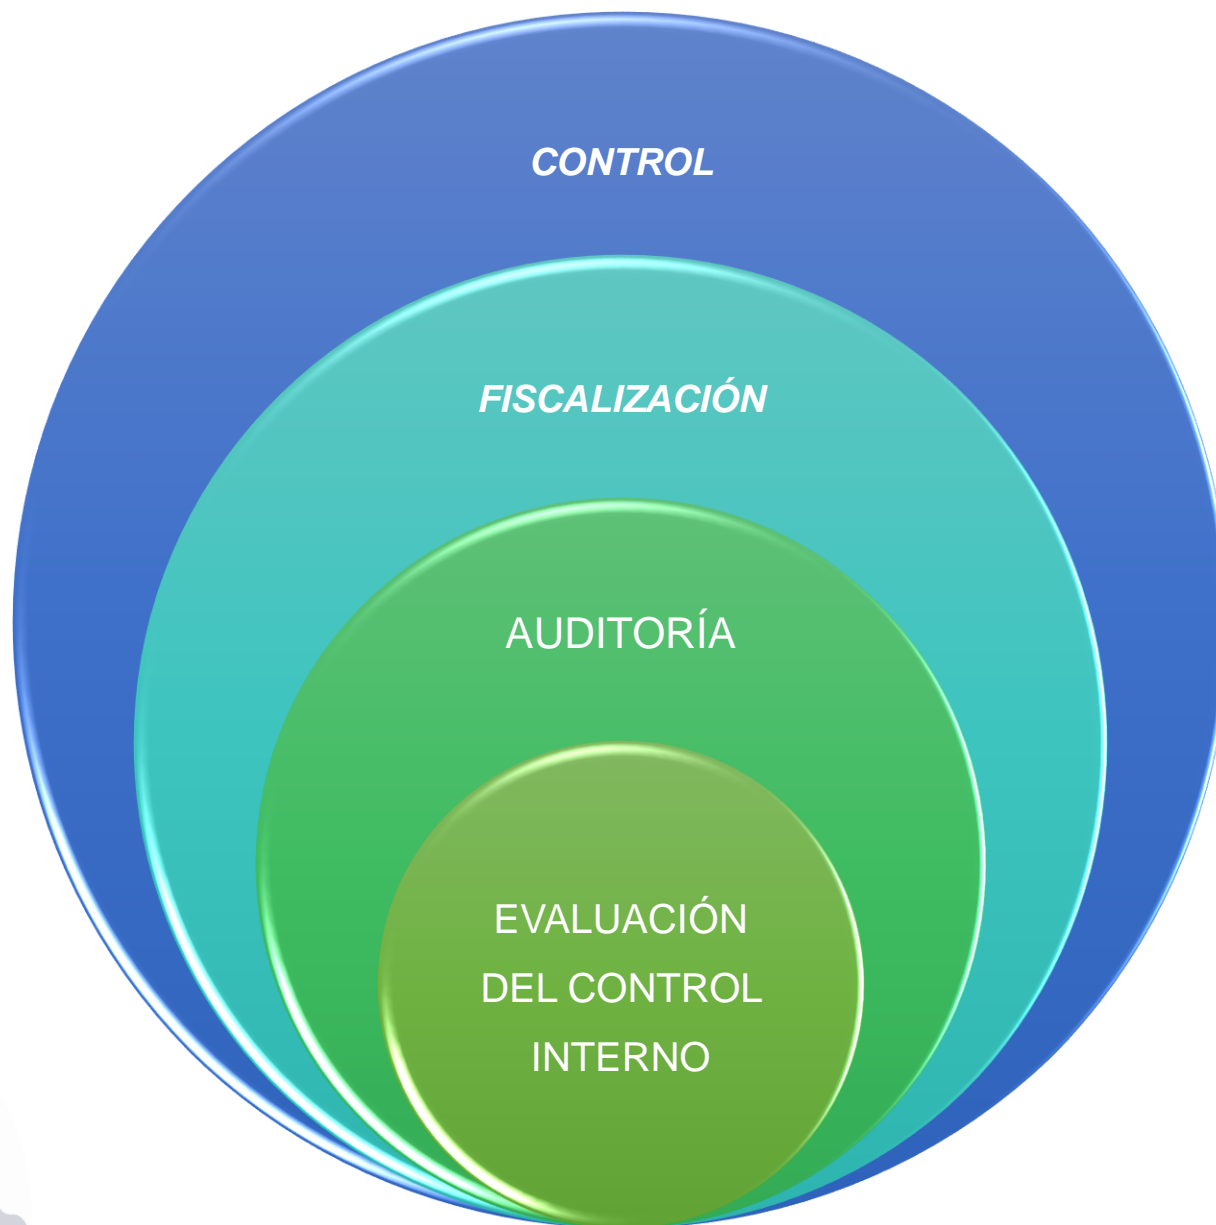 CONTROL
FISCALIZACIÓN
AUDITORÍA
EVALUACIÓN
DEL CONTROL
INTERNO